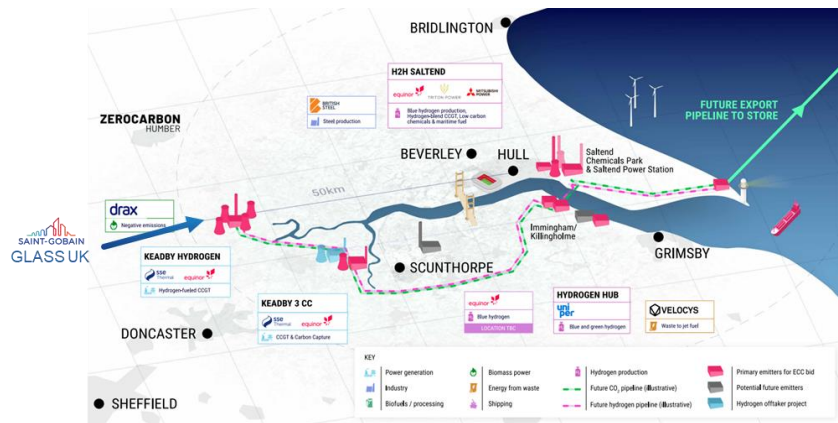 BRIDLINGTON
H2H SALTEND
equinor
TRITON POWER
MITSUBISHI POWER
Blue hydrogen production,
Hydrogen-blend CCGT, Low carbon
chemicals & maritime fuel
BRITISH
STEEL
Steel production
ZEROCARBON
HUMBER
FUTURE EXPORT
PIPELINE TO STORE
BEVERLEY
HULL
Saltend
Chemicals Park
& Saltend Power Station
50km
drax
Negative emissions
SAINT-GOBAIN
GLASS UK
Immingham/
Killingholme
GRIMSBY
KEADBY HYDROGEN
sse
Thermal
equinor
Hydrogen-fueled CCGT
SCUNTHORPE
KEADBY 3 CC
sse
Thermal
equinor
CCGT & Carbon Capture
equinor
Blue hydrogen
LOCATION TBC
HYDROGEN HUB
uni
per
Blue and green hydrogen
VELOCYS
Waste to jet fuel
DONCASTER
SHEFFIELD
KEY
Power generation
Industry
Biofuels / processing
Biomass power
Energy from waste
Shipping
Hydrogen production
Future CO₂ pipeline (illustrative)
Future hydrogen pipeline (illustrative)
Primary emitters for ECC bid
Potential future emitters
Hydrogen offtaker project